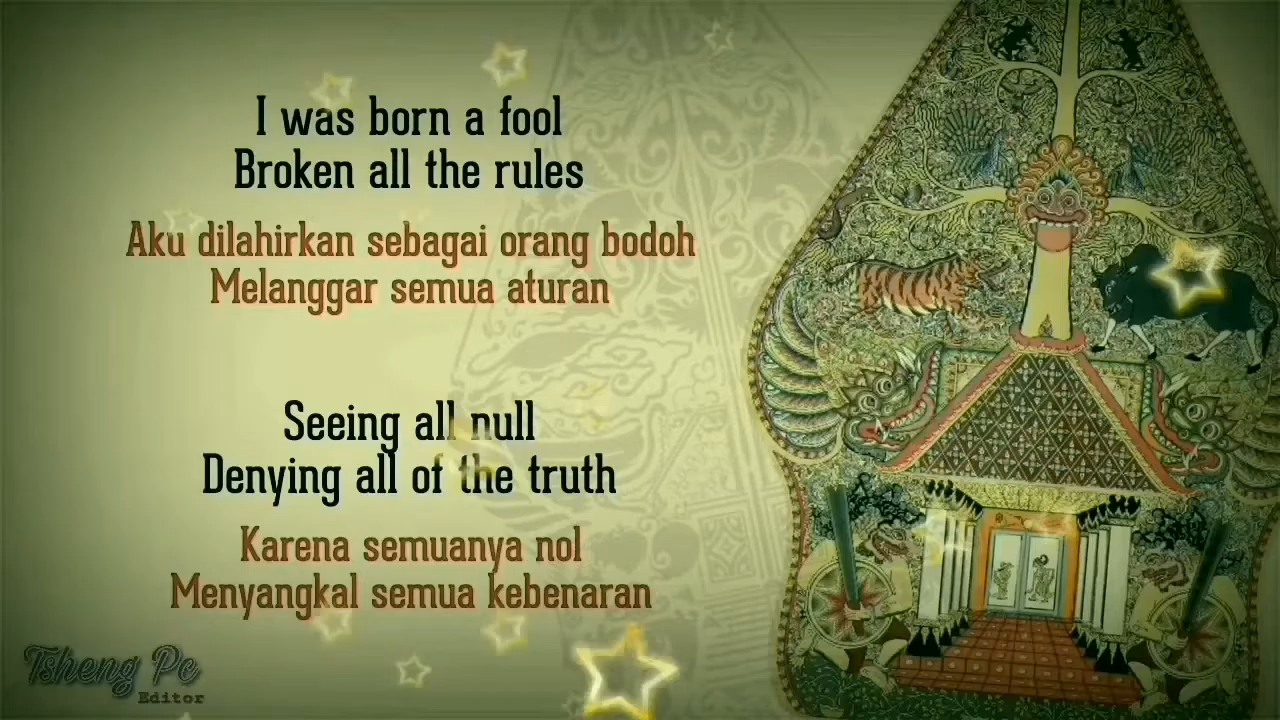 I was born a fool
Broken all the rules
Aku dilahirkan sebagai orang bodoh
Melanggar semua aturan
Seeing all null
Denying all of the truth
Karena semuanya nol
Menyangkal semua kebenaran
Tsheng Pc
Editor